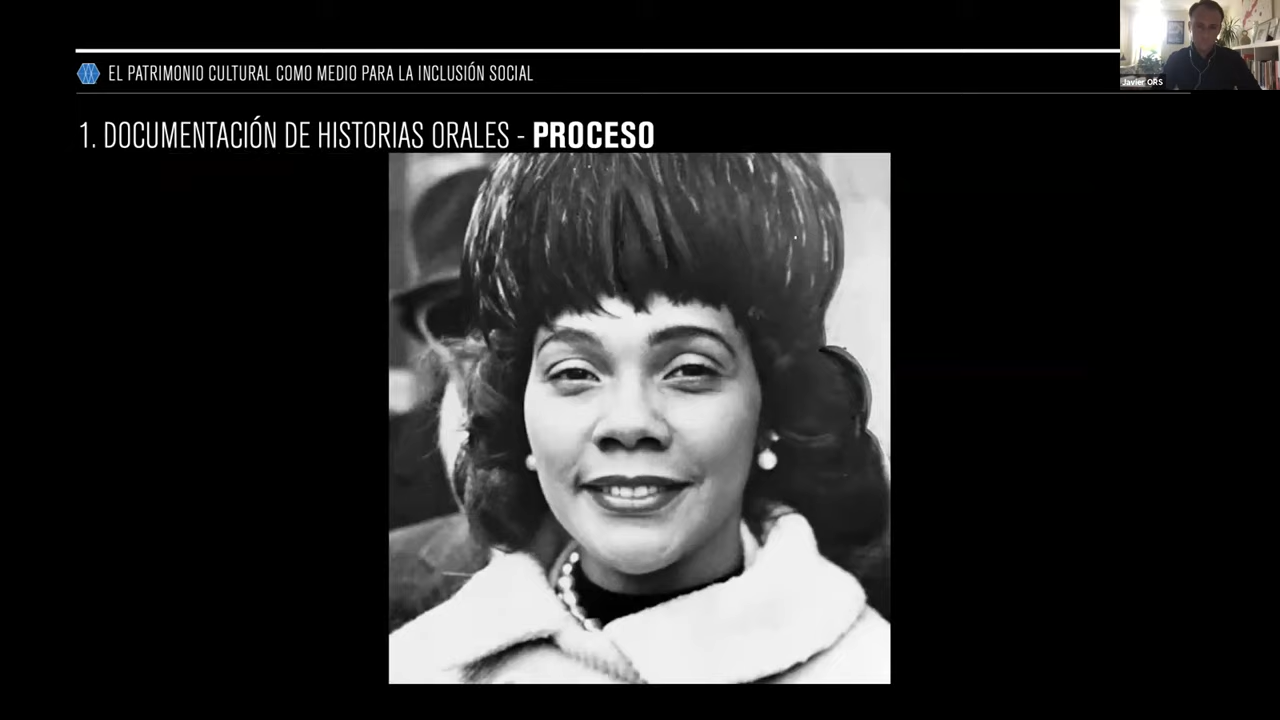 EL PATRIMONIO CULTURAL COMO MEDIO PARA LA INCLUSIÓN SOCIAL
Javier ORS
1. DOCUMENTACIÓN DE HISTORIAS ORALES - PROCESO